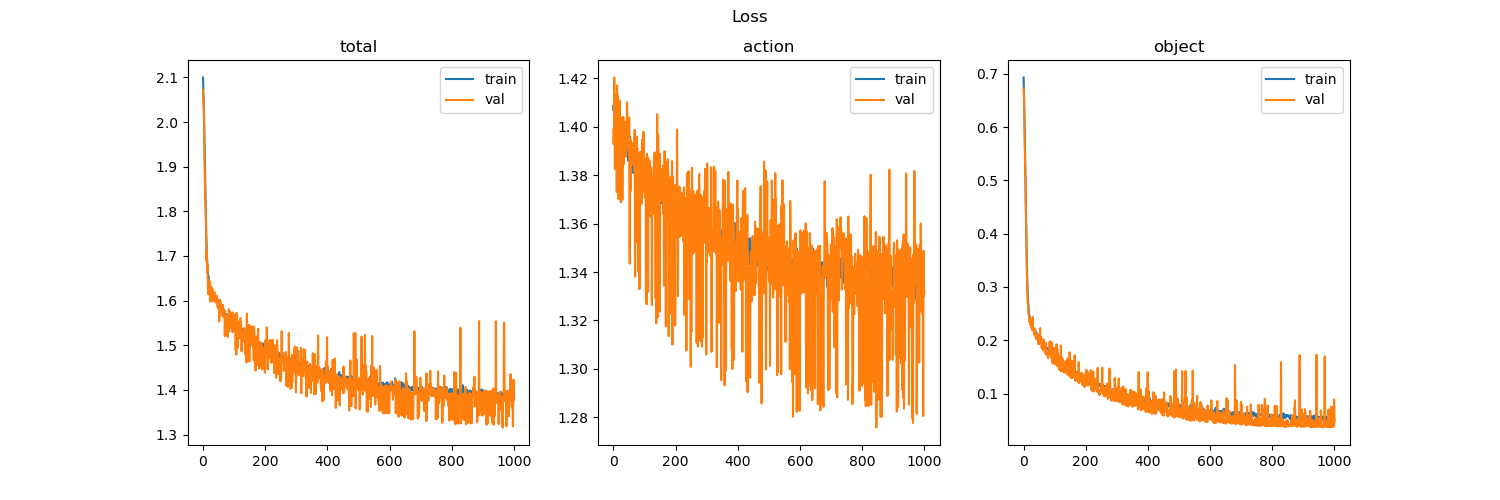 Loss
total
2.1
2.0
1.9
1.8
1.7
1.6
1.5
1.4
1.3
0 200 400 600 800 1000
train
val
action
1.42
1.40
1.38
1.36
1.34
1.32
1.30
1.28
0 200 400 600 800 1000
train
val
object
0.7
0.6
0.5
0.4
0.3
0.2
0.1
0 200 400 600 800 1000
train
val